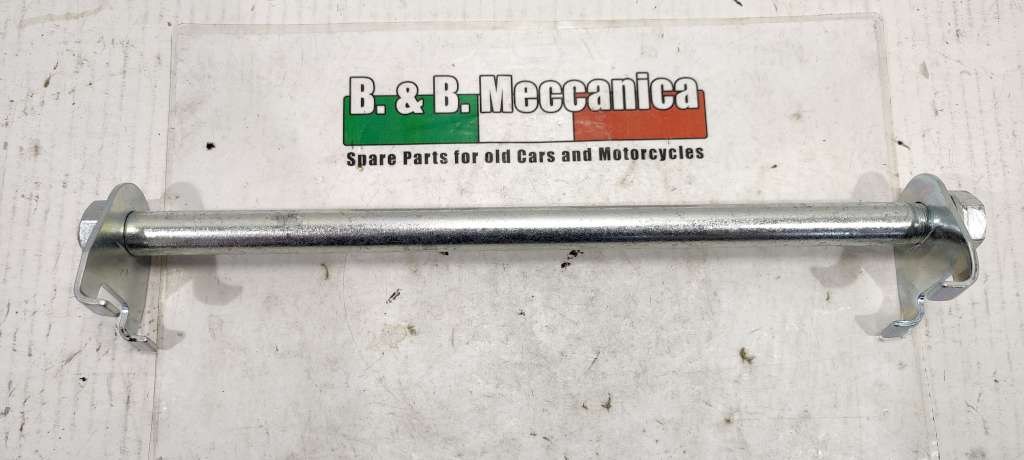 B. & B. Meccanica
Spare Parts for old Cars and Motorcycles